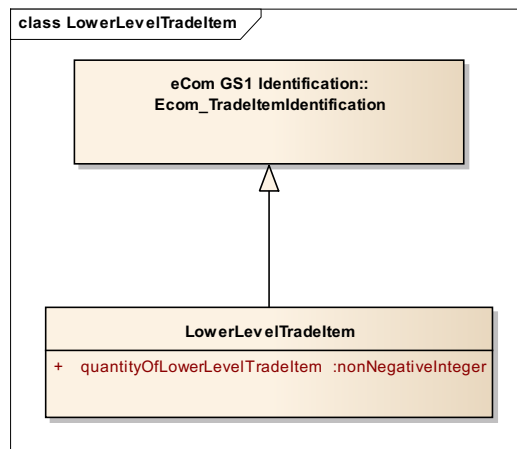 class LowerLevelTradeItem
eCom GS1 Identification::
Ecom_TradeItemIdentification
LowerLevelTradeItem
+ quantityOfLowerLevelTradeItem :nonNegativeInteger